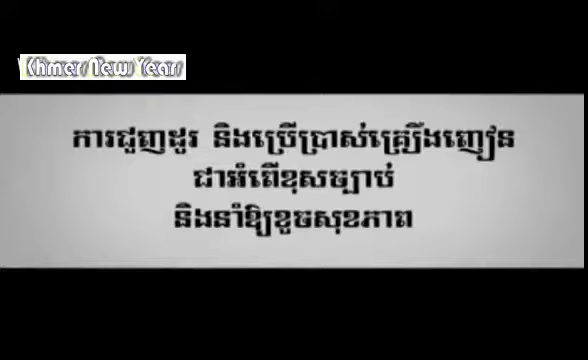 Khmer New Years
ការជួញដូរ និងប្រើប្រាស់គ្រឿងញៀន
ជាអំពើខុសច្បាប់
និងនាំឱ្យខូចសុខភាព